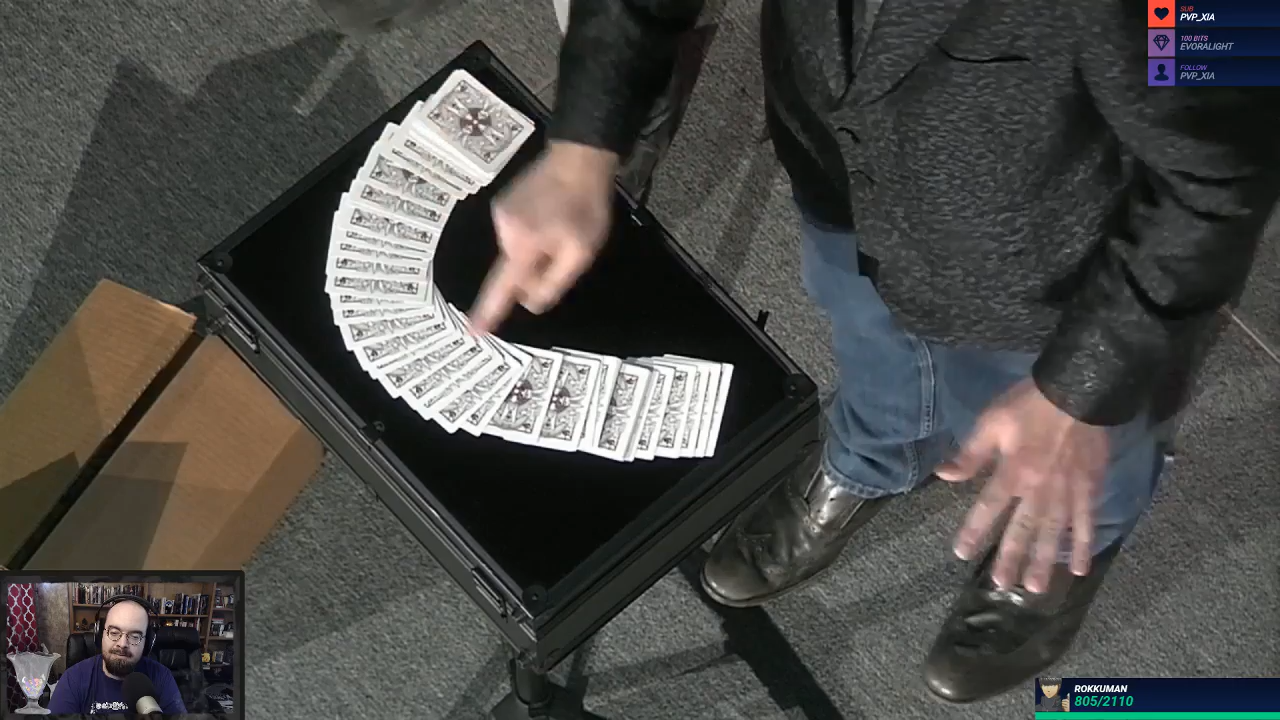 SUB
PVP_XIA
100 BITS
EVORALIGHT
FOLLOW
PVP_XIA
ROKKUMAN
805/2110